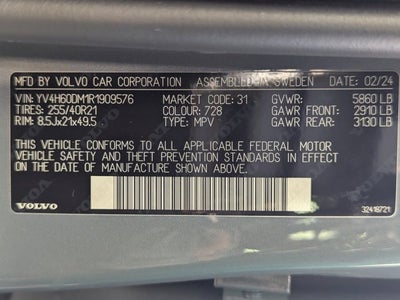 MFD. BY VOLVO CAR CORPORATION ASSEMBLED IN SWEDEN DATE: 02/24
VIN: YV4H60DM1R1909576 MARKET CODE: 31 GVWR: 5860 LB
TIRES: 255/40R21 COLOUR: 728 GAWR FRONT: 2910 LB
RIM: 8.5Jx21x49.5 TYPE: MPV GAWR REAR: 3130 LB
THIS VEHICLE CONFORMS TO ALL APPLICABLE FEDERAL MOTOR
VEHICLE SAFETY AND THEFT PREVENTION STANDARDS IN EFFECT
ON THE DATE OF MANUFACTURE SHOWN ABOVE.
VOLVO
32418721